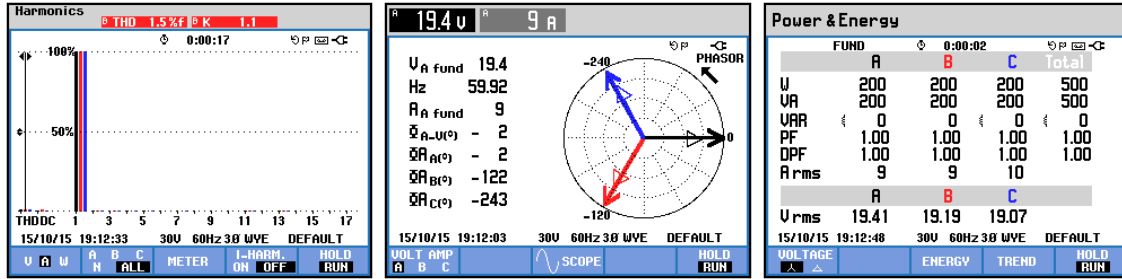 Harmonics
B THD 1.5%f B K 1.1
0:00:17
100%
50%
THDDC 1 3 5 7 9 11 13 15 17
15/10/15 19:12:33 30V 60Hz 3Ø WYE DEFAULT
V A W A B C N ALL METER I-HARM. ON OFF HOLD RUN
A 19.4 V A 9 A
PHASOR
-240
V A fund 19.4
Hz 59.92
A A fund 9
Φ A-V(°) - 2
ΦA A(°) - 2
ΦA B(°) -122
ΦA C(°) -243
0
-120
15/10/15 19:12:03 30V 60Hz 3Ø WYE DEFAULT
VOLT AMP A B C SCOPE HOLD RUN
Power & Energy
FUND 0:00:02
A B C Total
W 200 200 200 500
VA 200 200 200 500
VAR 0 0 0 0
PF 1.00 1.00 1.00 1.00
DPF 1.00 1.00 1.00 1.00
A rms 9 9 10
A B C
V rms 19.41 19.19 19.07
15/10/15 19:12:48 30V 60Hz 3Ø WYE DEFAULT
VOLTAGE ENERGY TREND HOLD RUN